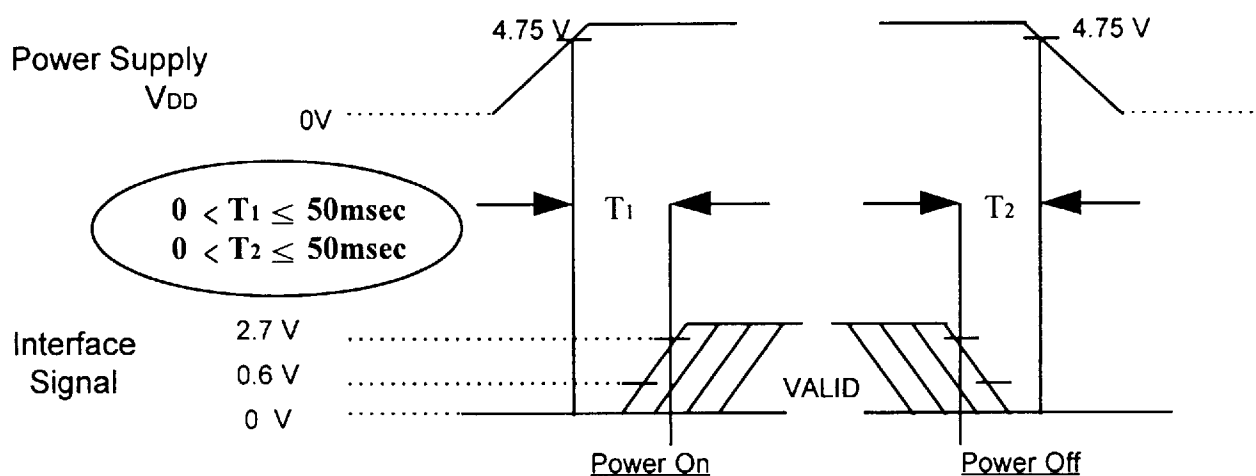 4.75 V
4.75 V
Power Supply
VDD
0V
0 < T1 ≤ 50msec
0 < T2 ≤ 50msec
T1
T2
Interface
Signal
2.7 V
0.6 V
0 V
VALID
Power On
Power Off